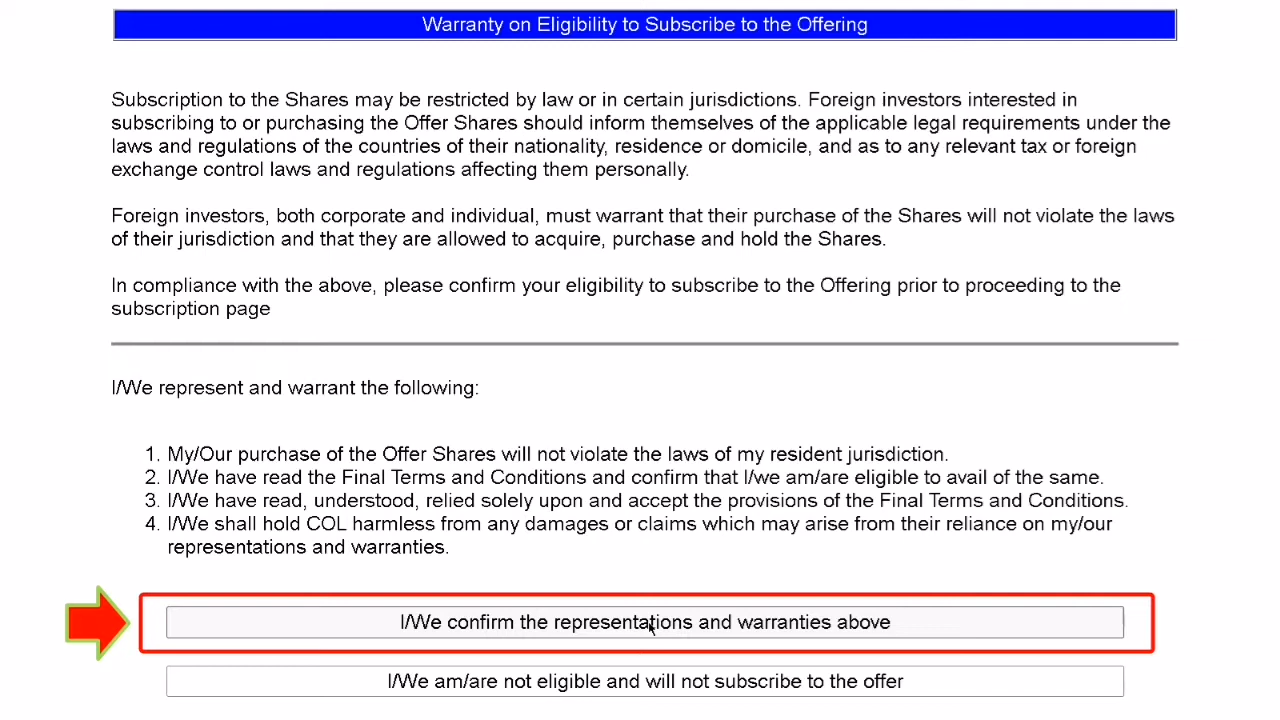 Warranty on Eligibility to Subscribe to the Offering
Subscription to the Shares may be restricted by law or in certain jurisdictions. Foreign investors interested in
subscribing to or purchasing the Offer Shares should inform themselves of the applicable legal requirements under the
laws and regulations of the countries of their nationality, residence or domicile, and as to any relevant tax or foreign
exchange control laws and regulations affecting them personally.
Foreign investors, both corporate and individual, must warrant that their purchase of the Shares will not violate the laws
of their jurisdiction and that they are allowed to acquire, purchase and hold the Shares.
In compliance with the above, please confirm your eligibility to subscribe to the Offering prior to proceeding to the
subscription page
I/We represent and warrant the following:
1. My/Our purchase of the Offer Shares will not violate the laws of my resident jurisdiction.
2. I/We have read the Final Terms and Conditions and confirm that I/we am/are eligible to avail of the same.
3. I/We have read, understood, relied solely upon and accept the provisions of the Final Terms and Conditions.
4. I/We shall hold COL harmless from any damages or claims which may arise from their reliance on my/our
representations and warranties.
I/We confirm the representations and warranties above
I/We am/are not eligible and will not subscribe to the offer